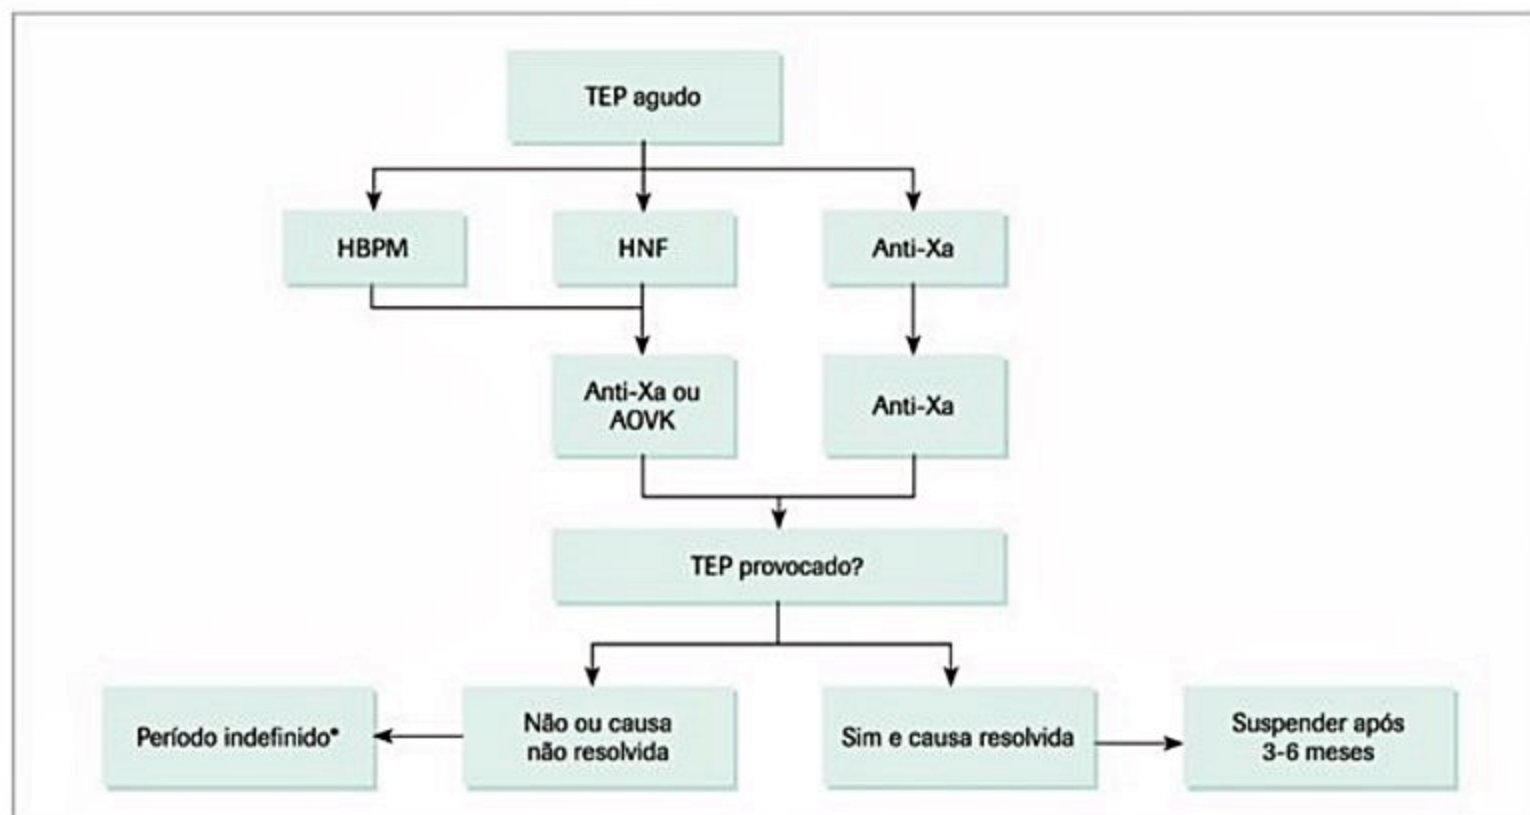 TEP agudo
HBPM
HNF
Anti-Xa
Anti-Xa ou
AOVK
Anti-Xa
TEP provocado?
Período indefinido*
Não ou causa
não resolvida
Sim e causa resolvida
Suspender após
3-6 meses